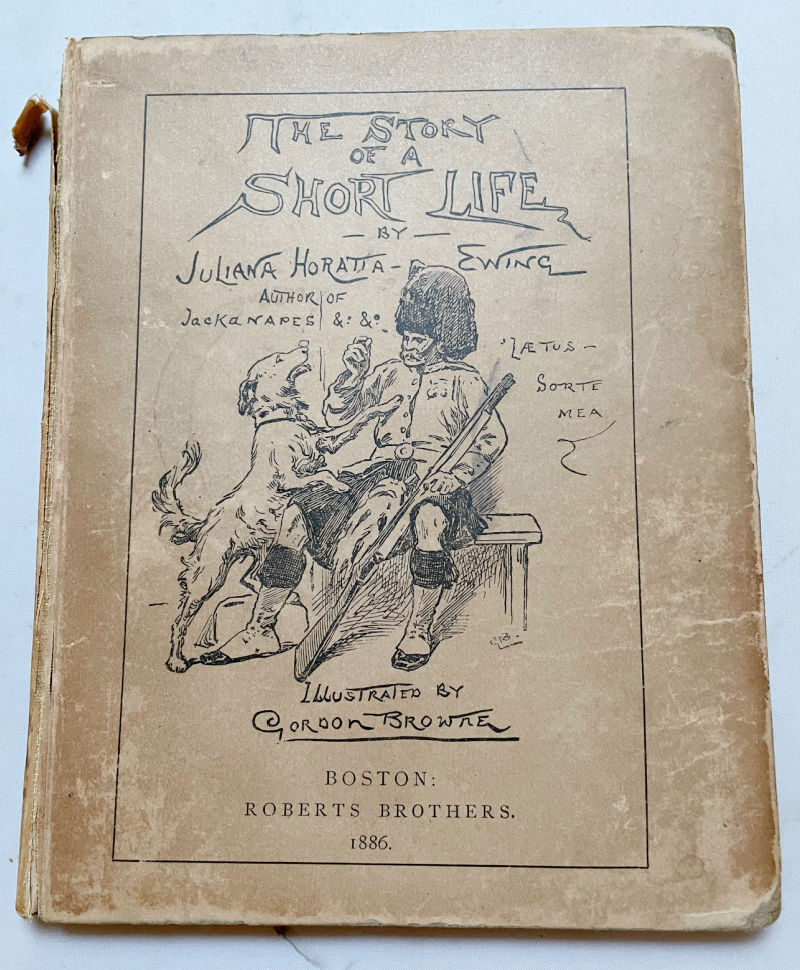 THE STORY
OF A
SHORT LIFE
— BY —
JULIANA HORATIA - EWING
AUTHOR OF
JackaNAPES &: &:
'LÆTUS -
SORTE
MEA
ILLUSTRATED BY
GORDON BROWNE
BOSTON:
ROBERTS BROTHERS.
1886.